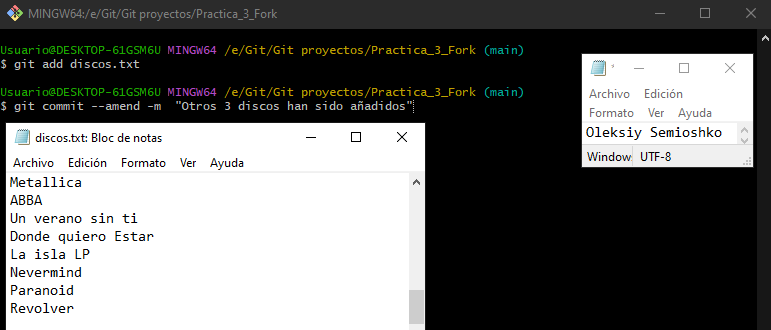 MINGW64:/e/Git/Git proyectos/Practica_3_Fork
Usuario@DESKTOP-61GSM6U MINGW64 /e/Git/Git proyectos/Practica_3_Fork (main)
$ git add discos.txt
Usuario@DESKTOP-61GSM6U MINGW64 /e/Git/Git proyectos/Practica_3_Fork (main)
$ git commit --amend -m  "Otros 3 discos han sido añadidos"
*
Archivo Edición
Formato Ver Ayuda
Oleksiy Semioshko
Window UTF-8
discos.txt: Bloc de notas
Archivo Edición Formato Ver Ayuda
Metallica
ABBA
Un verano sin ti
Donde quiero Estar
La isla LP
Nevermind
Paranoid
Revolver